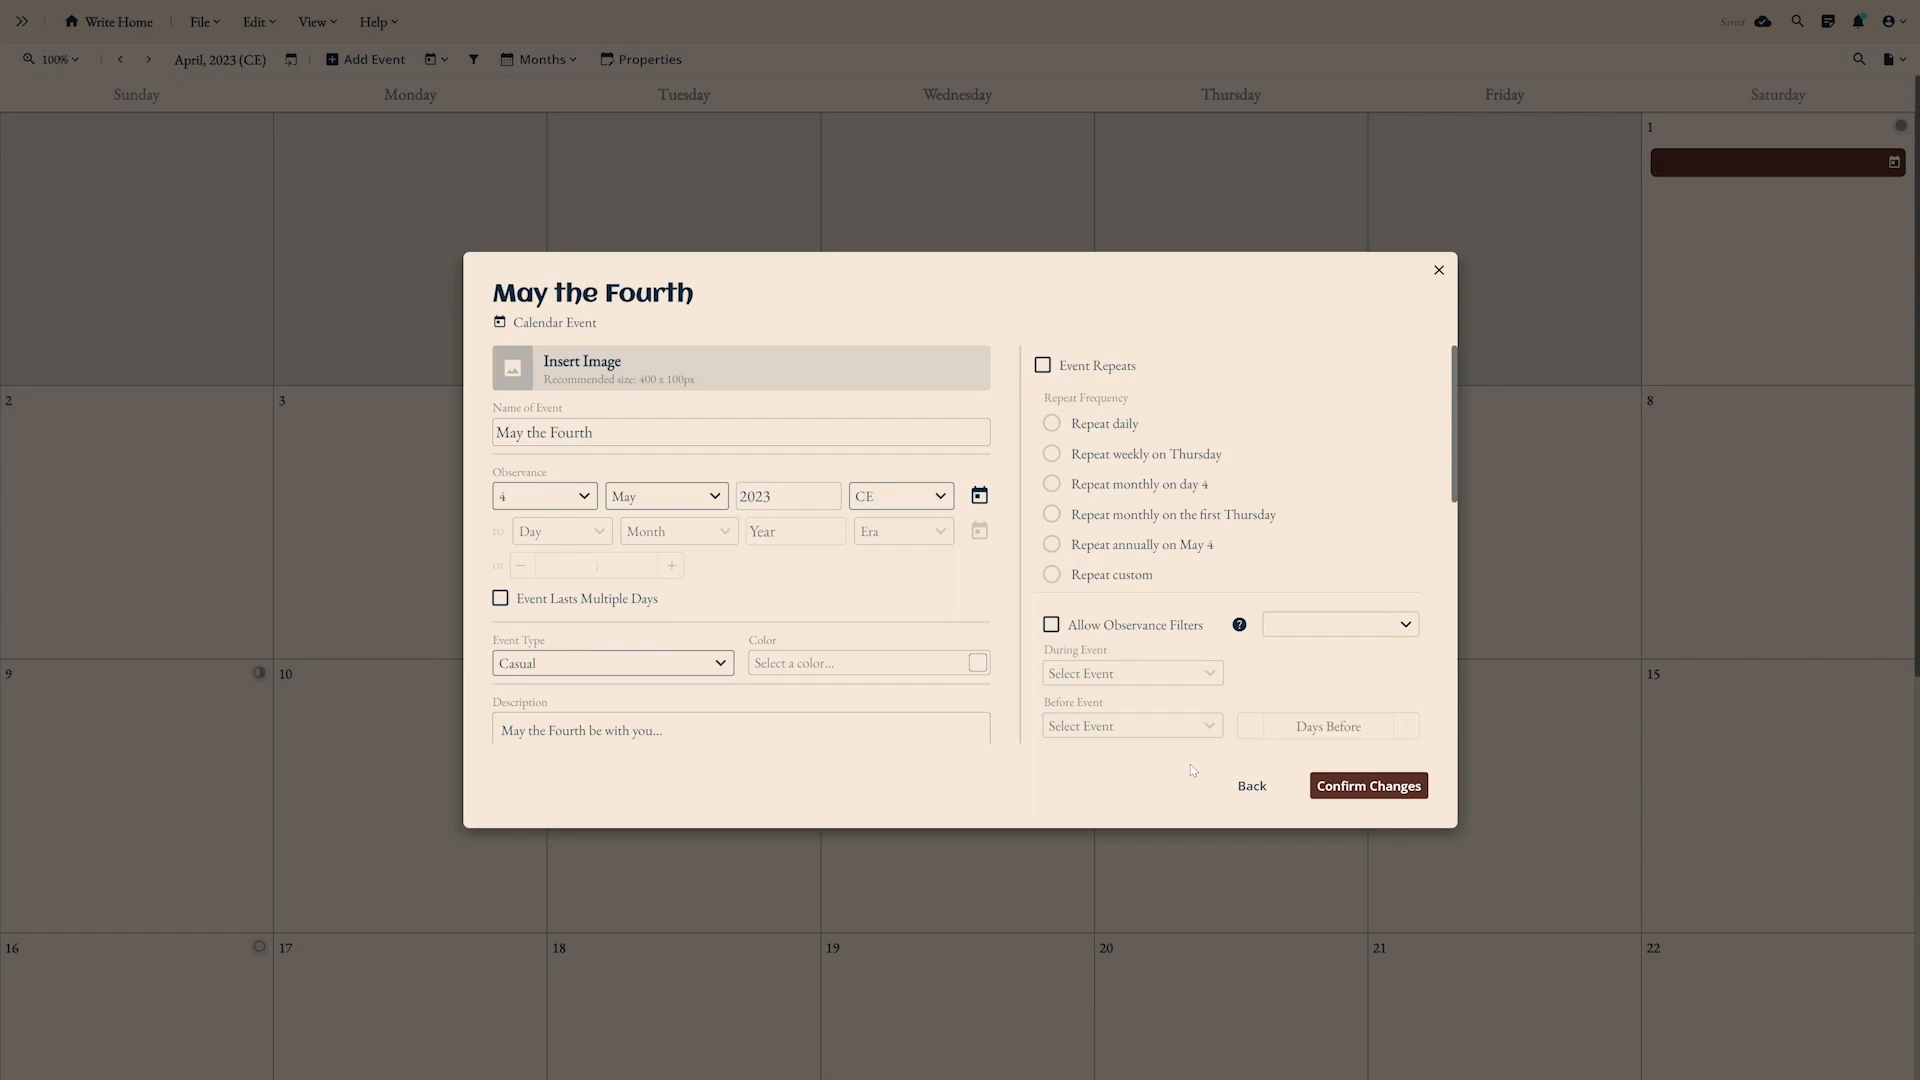 Write Home File Edit View Help Saved
100% April, 2023 (CE) Add Event Months Properties
Sunday Monday Tuesday Wednesday Thursday Friday Saturday
1
May the Fourth
Calendar Event
Insert Image
Recommended size: 400 x 100px
Name of Event
May the Fourth
Observance
4 May 2023 CE
to Day Month Year Era
or − 1 +
Event Lasts Multiple Days
Event Type Color
Casual Select a color...
Description
May the Fourth be with you...
Event Repeats
Repeat Frequency
Repeat daily
Repeat weekly on Thursday
Repeat monthly on day 4
Repeat monthly on the first Thursday
Repeat annually on May 4
Repeat custom
Allow Observance Filters ?
During Event
Select Event
Before Event
Select Event Days Before
Back Confirm Changes
2 3 8
9 10 15
16 17 18 19 20 21 22